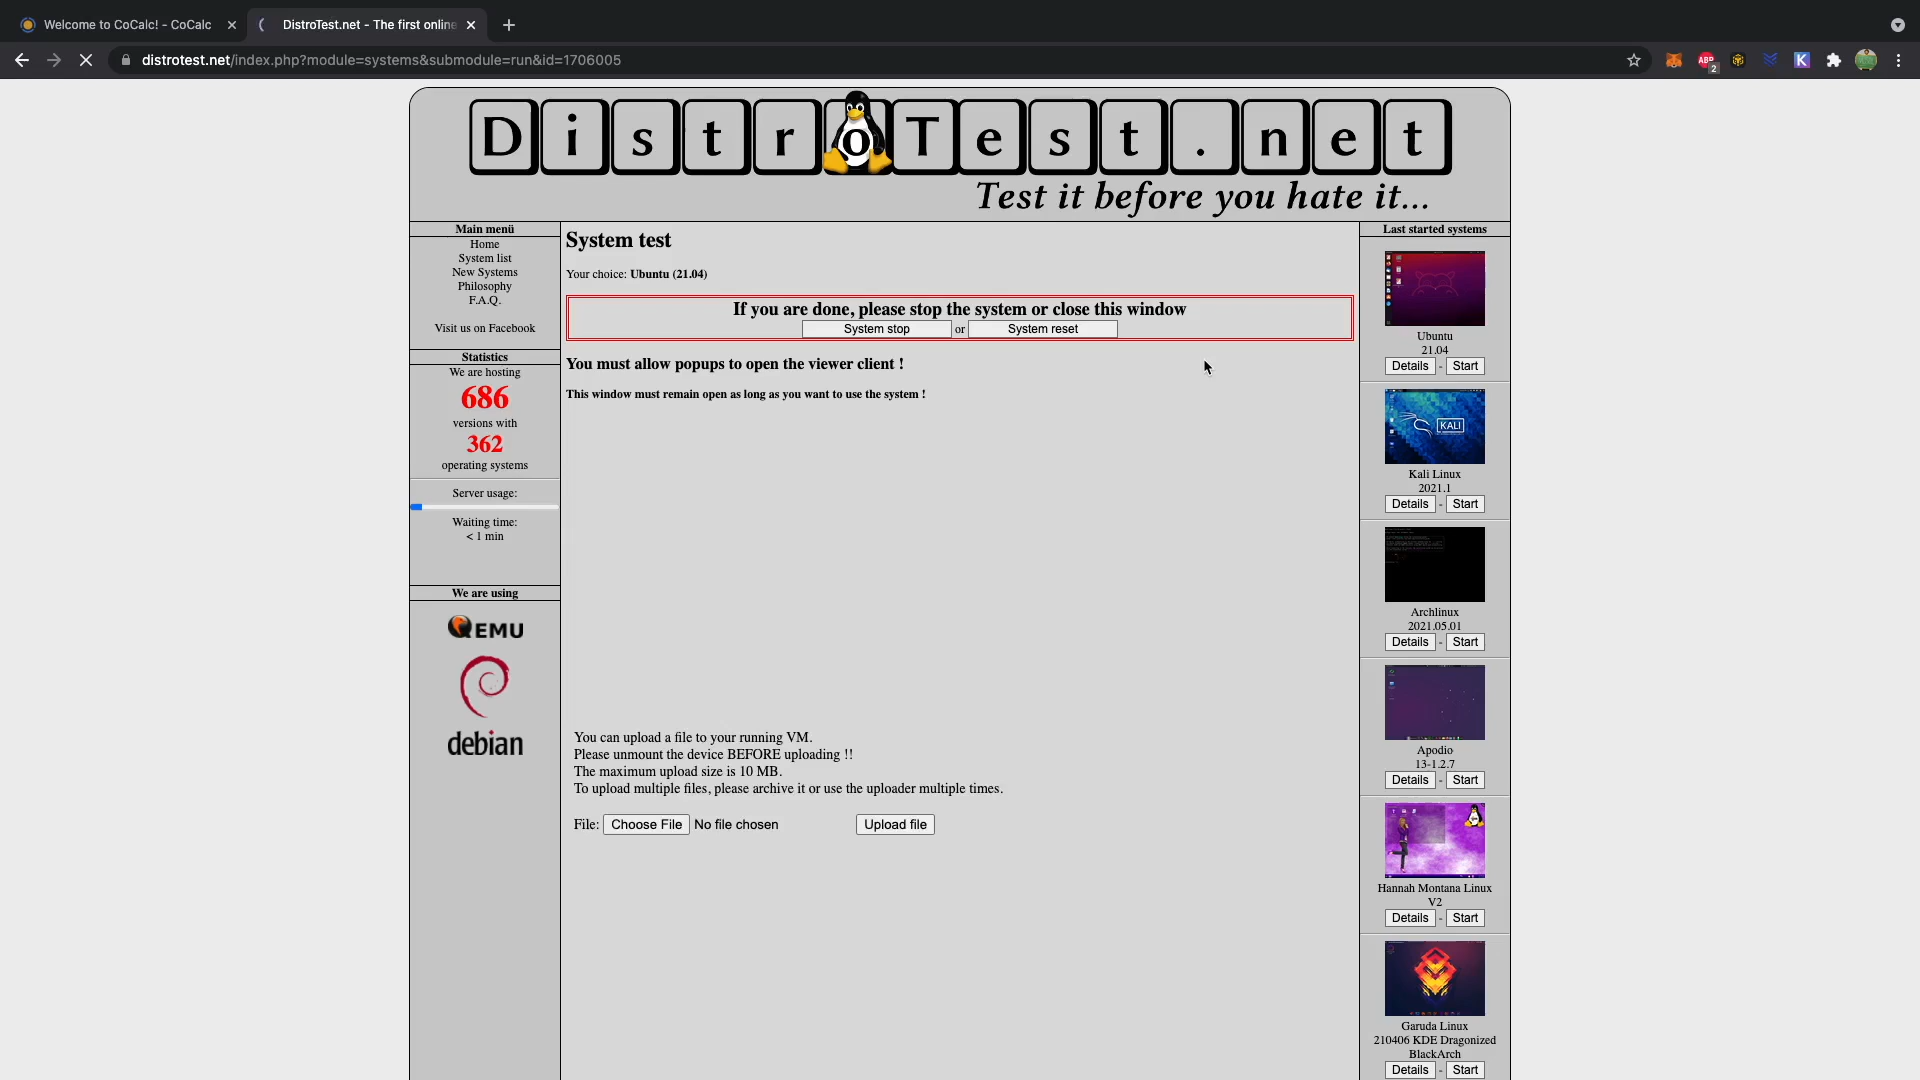 Welcome to CoCalc! - CoCalc
DistroTest.net - The first online
distrotest.net/index.php?module=systems&submodule=run&id=1706005
ABP
2
K
DistroTest.net
Test it before you hate it...
Main menü
Home
System list
New Systems
Philosophy
F.A.Q.
Visit us on Facebook
Statistics
We are hosting
686
versions with
362
operating systems
Server usage:
Waiting time:
< 1 min
We are using
QEMU
debian
System test
Your choice: Ubuntu (21.04)
If you are done, please stop the system or close this window
System stop or System reset
You must allow popups to open the viewer client !
This window must remain open as long as you want to use the system !
You can upload a file to your running VM.
Please unmount the device BEFORE uploading !!
The maximum upload size is 10 MB.
To upload multiple files, please archive it or use the uploader multiple times.
File: Choose File No file chosen Upload file
Last started systems
Ubuntu
21.04
Details - Start
KALI
Kali Linux
2021.1
Details - Start
Archlinux
2021.05.01
Details - Start
Apodio
13-1.2.7
Details - Start
Hannah Montana Linux
V2
Details - Start
Garuda Linux
210406 KDE Dragonized
BlackArch
Details - Start